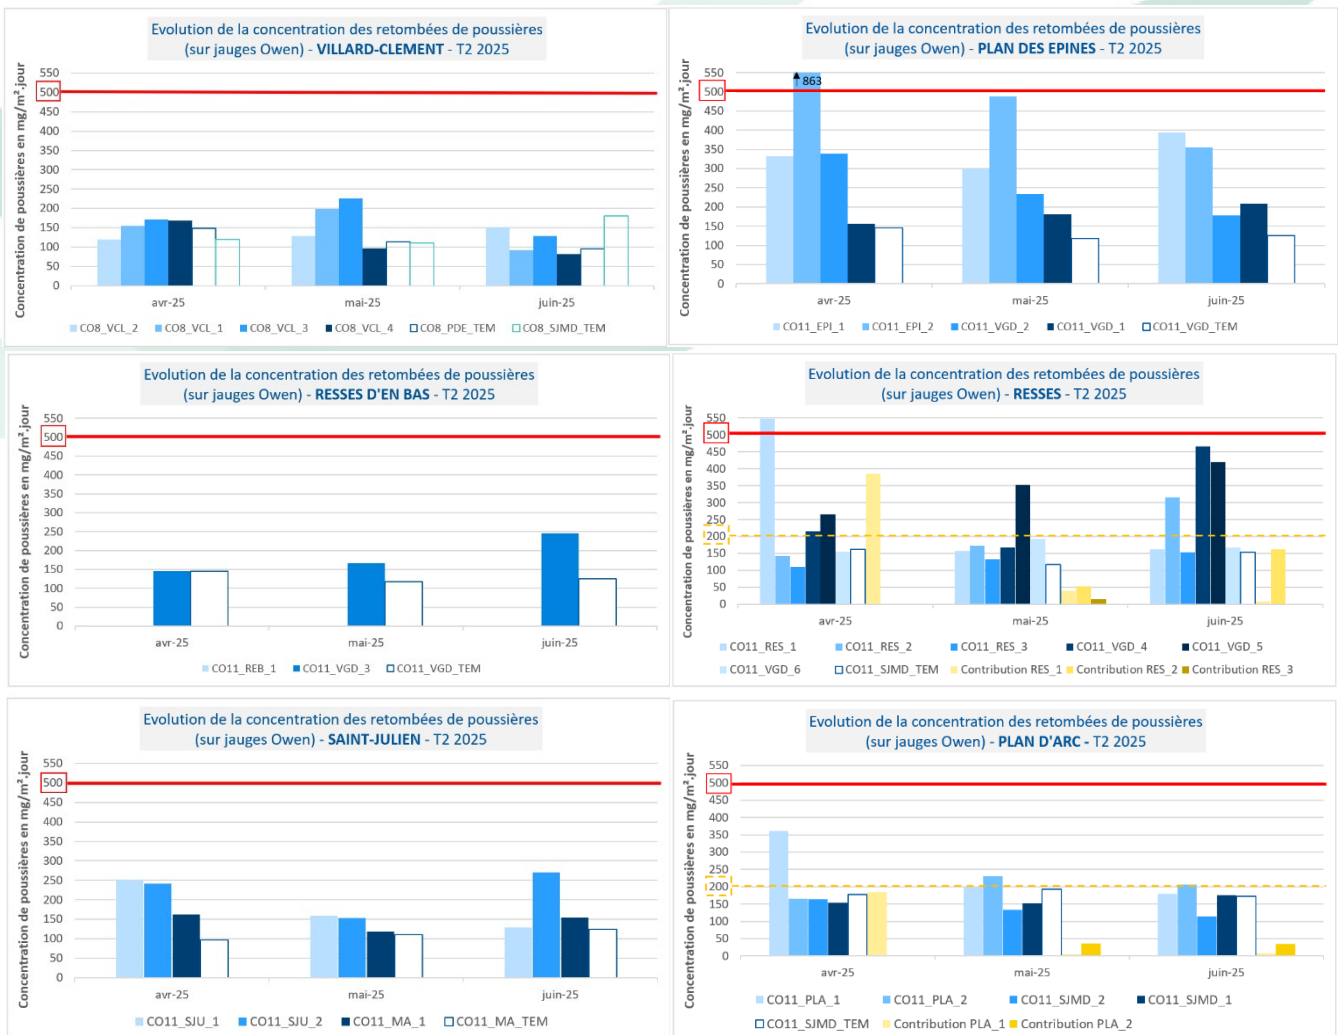 Evolution de la concentration des retombées de poussières
(sur jauges Owen) - VILLARD-CLEMENT - T2 2025
Concentration de poussières en mg/m².jour
550
500
450
400
350
300
250
200
150
100
50
0
avr-25
mai-25
juin-25
CO8_VCL_2
CO8_VCL_1
CO8_VCL_3
CO8_VCL_4
CO8_PDE_TEM
CO8_SJMD_TEM
Evolution de la concentration des retombées de poussières
(sur jauges Owen) - PLAN DES EPINES - T2 2025
Concentration de poussières en mg/m².jour
550
500
450
400
350
300
250
200
150
100
50
0
863
avr-25
mai-25
juin-25
CO11_EPI_1
CO11_EPI_2
CO11_VGD_2
CO11_VGD_1
CO11_VGD_TEM
Evolution de la concentration des retombées de poussières
(sur jauges Owen) - RESSES D'EN BAS - T2 2025
Concentration de poussières en mg/m².jour
550
500
450
400
350
300
250
200
150
100
50
0
avr-25
mai-25
juin-25
CO11_REB_1
CO11_VGD_3
CO11_VGD_TEM
Evolution de la concentration des retombées de poussières
(sur jauges Owen) - RESSES - T2 2025
Concentration de poussières en mg/m².jour
550
500
450
400
350
300
250
200
150
100
50
0
avr-25
mai-25
juin-25
CO11_RES_1
CO11_RES_2
CO11_RES_3
CO11_VGD_4
CO11_VGD_5
CO11_VGD_6
CO11_SJMD_TEM
Contribution RES_1
Contribution RES_2
Contribution RES_3
Evolution de la concentration des retombées de poussières
(sur jauges Owen) - SAINT-JULIEN - T2 2025
Concentration de poussières en mg/m².jour
550
500
450
400
350
300
250
200
150
100
50
0
avr-25
mai-25
juin-25
CO11_SJU_1
CO11_SJU_2
CO11_MA_1
CO11_MA_TEM
Evolution de la concentration des retombées de poussières
(sur jauges Owen) - PLAN D'ARC - T2 2025
Concentration de poussières en mg/m².jour
550
500
450
400
350
300
250
200
150
100
50
0
avr-25
mai-25
juin-25
CO11_PLA_1
CO11_PLA_2
CO11_SJMD_2
CO11_SJMD_1
CO11_SJMD_TEM
Contribution PLA_1
Contribution PLA_2